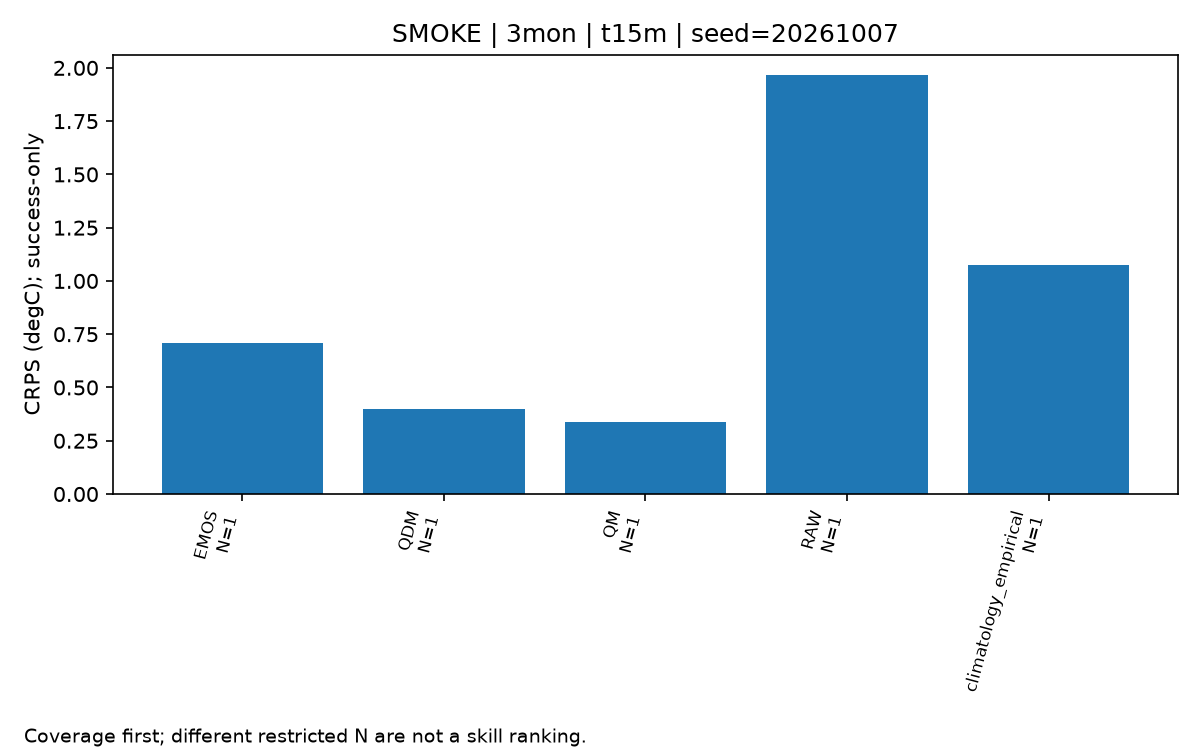 SMOKE | 3mon | t15m | seed=20261007
CRPS (degC); success-only
2.00
1.75
1.50
1.25
1.00
0.75
0.50
0.25
0.00
EMOS
N=1
QDM
N=1
QM
N=1
RAW
N=1
climatology_empirical
N=1
Coverage first; different restricted N are not a skill ranking.